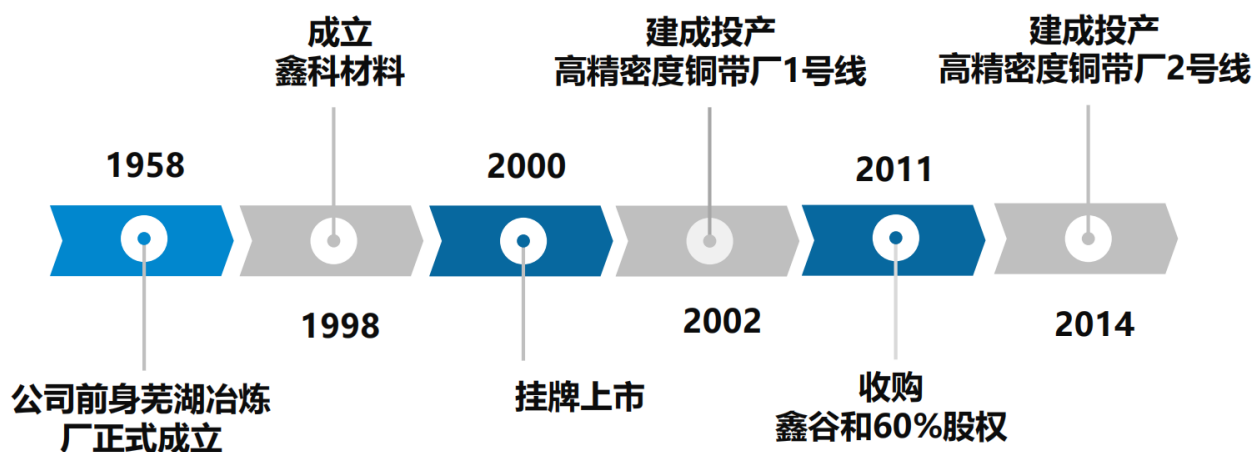 成立
鑫科材料
建成投产
高精密度铜带厂1号线
建成投产
高精密度铜带厂2号线
1958
2000
2011
1998
2002
2014
公司前身芜湖冶炼
厂正式成立
挂牌上市
收购
鑫谷和60%股权